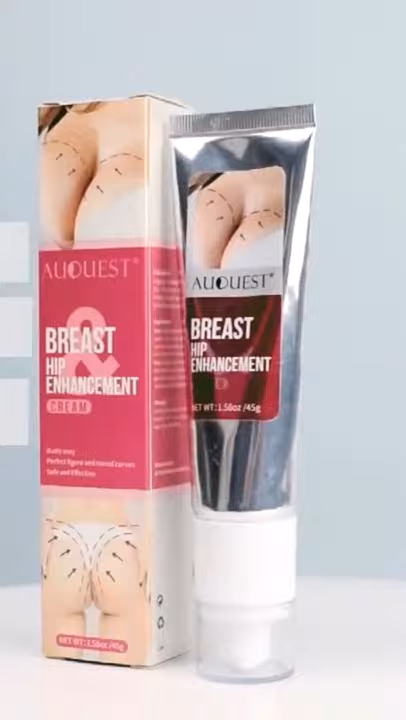 AUQUEST®
BREAST
&
HIP
ENHANCEMENT
CREAM
Perfect figure and curves
Safe and Effective
NET WT:1.58oz /45g
AUQUEST®
BREAST
HIP
ENHANCEMENT
NET WT:1.58oz /45g